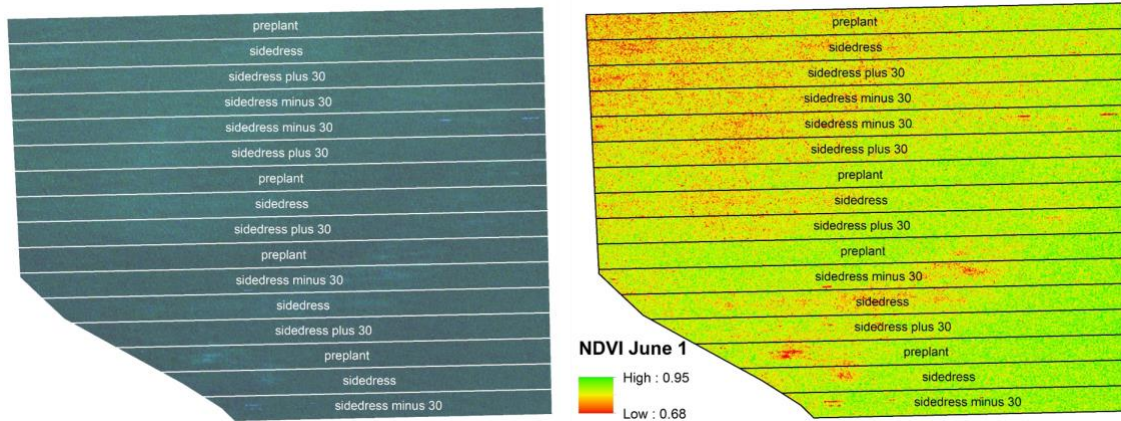 preplant
sidedress
sidedress plus 30
sidedress minus 30
sidedress minus 30
sidedress plus 30
preplant
sidedress
sidedress plus 30
preplant
sidedress minus 30
sidedress
sidedress plus 30
preplant
sidedress
sidedress minus 30
preplant
sidedress
sidedress plus 30
sidedress minus 30
sidedress minus 30
sidedress plus 30
preplant
sidedress
sidedress plus 30
preplant
sidedress minus 30
sidedress
sidedress plus 30
preplant
sidedress
sidedress minus 30
NDVI June 1
High : 0.95
Low : 0.68